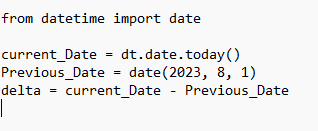 from datetime import date
current_Date = dt.date.today()
Previous_Date = date(2023, 8, 1)
delta = current_Date - Previous_Date